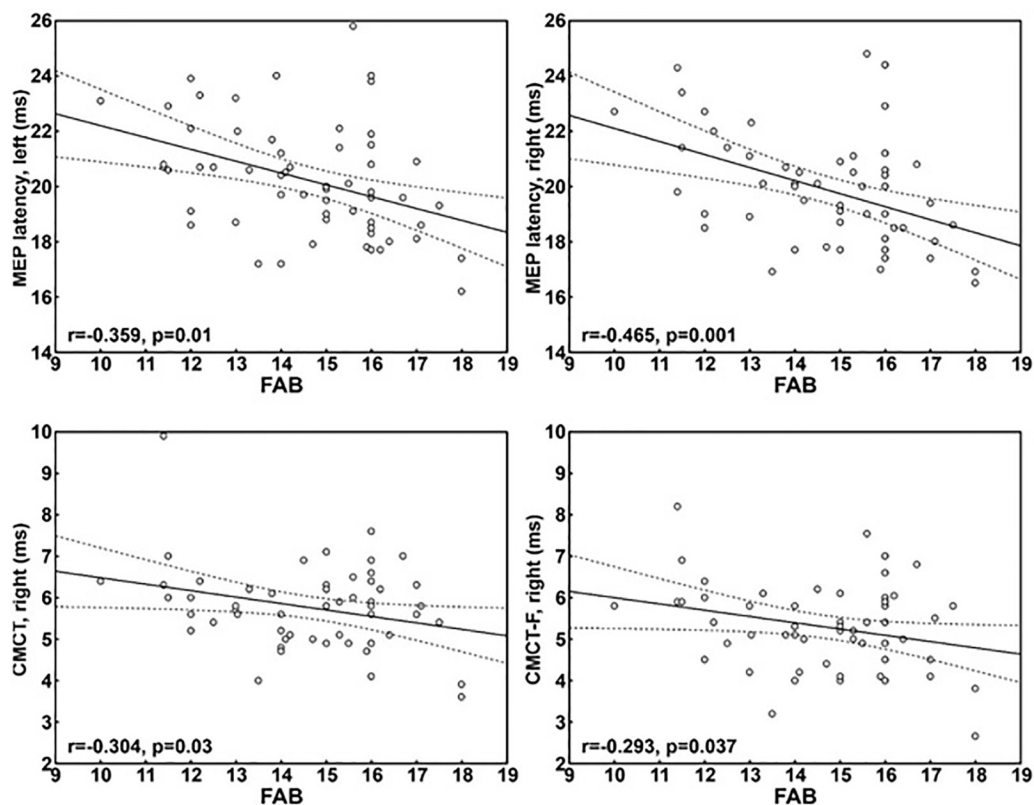 26
24
22
20
18
16
14
MEP latency, left (ms)
r=-0.359, p=0.01
9 10 11 12 13 14 15 16 17 18 19
FAB
26
24
22
20
18
16
14
MEP latency, right (ms)
r=-0.465, p=0.001
9 10 11 12 13 14 15 16 17 18 19
FAB
10
9
8
7
6
5
4
3
2
CMCT, right (ms)
r=-0.304, p=0.03
9 10 11 12 13 14 15 16 17 18 19
FAB
10
9
8
7
6
5
4
3
2
CMCT-F, right (ms)
r=-0.293, p=0.037
9 10 11 12 13 14 15 16 17 18 19
FAB